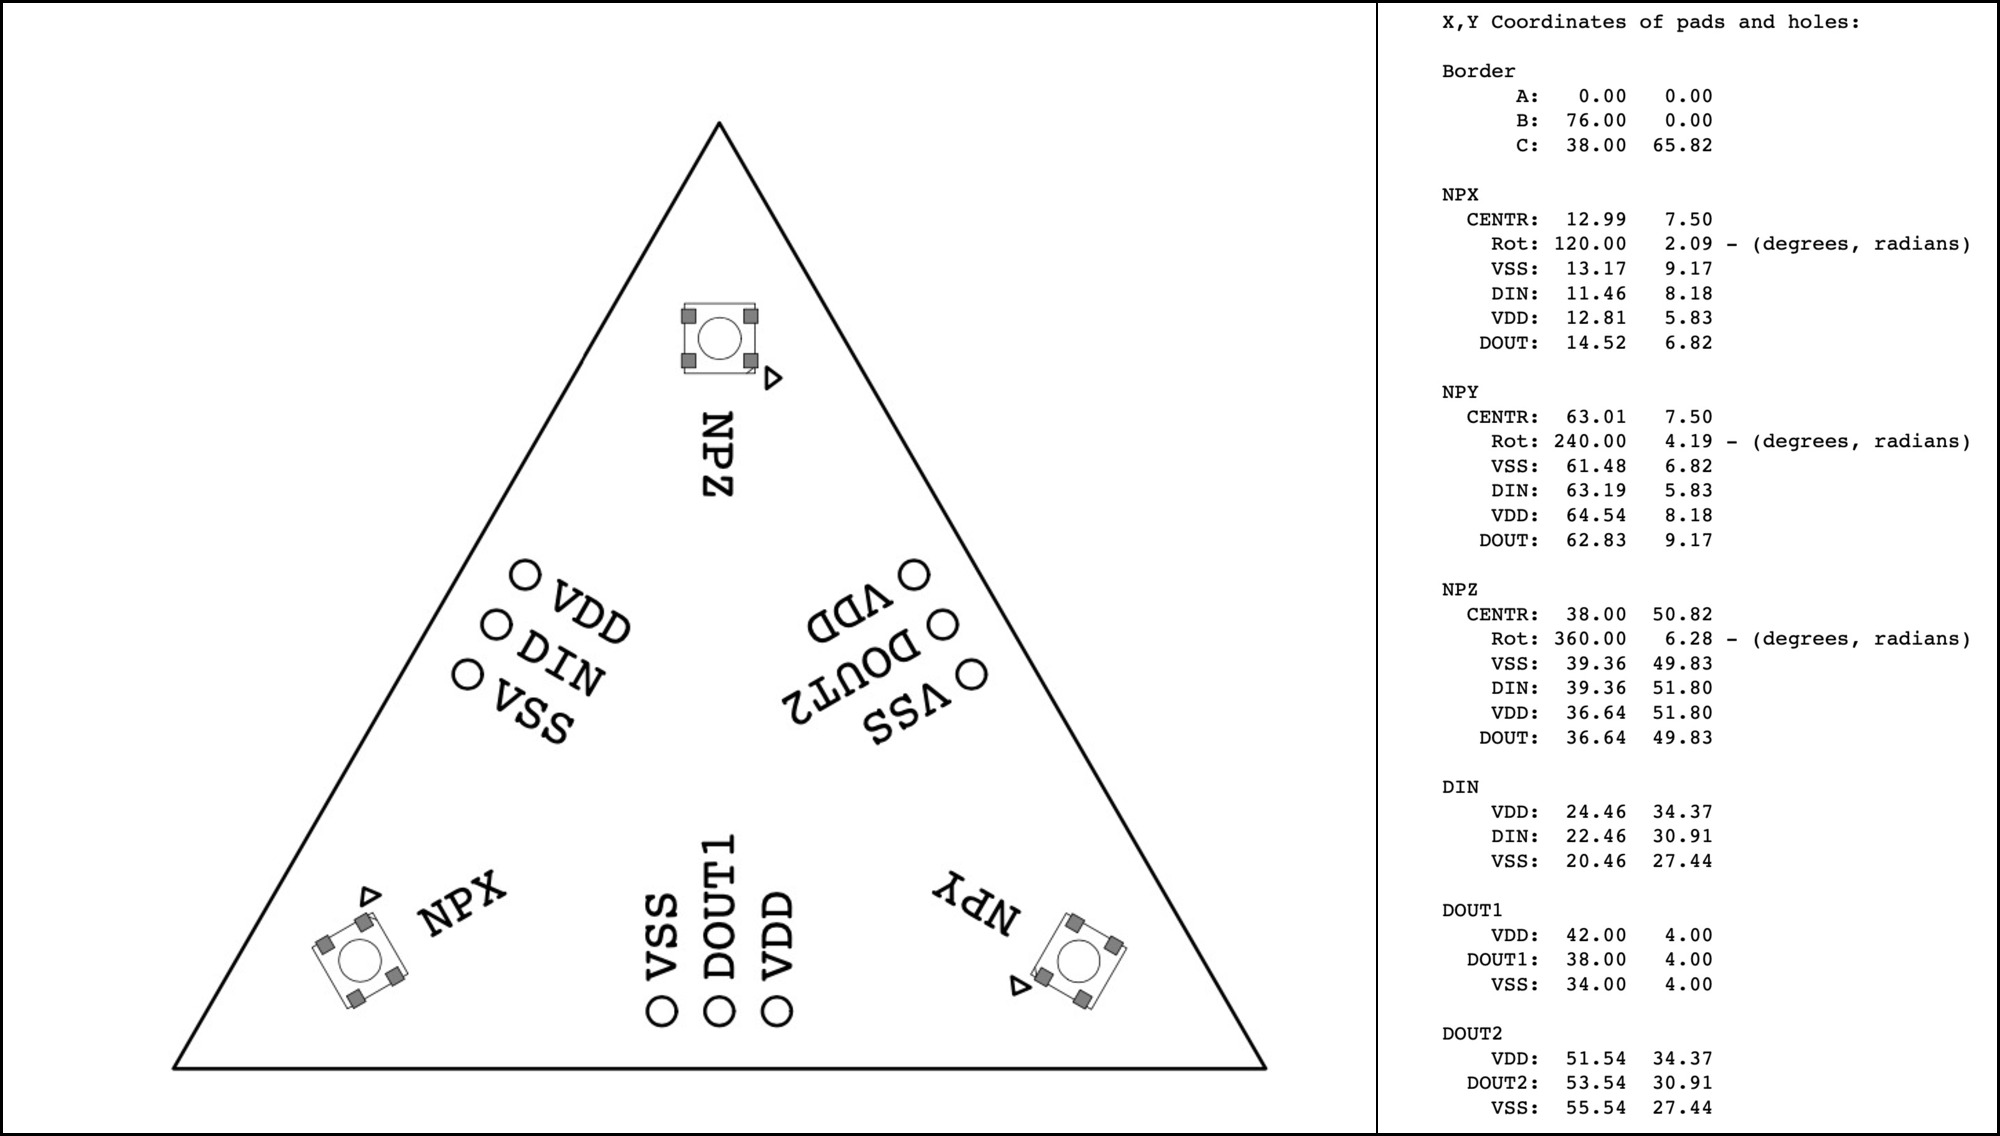 NPZ
VDD
DIN
VSS
VDD
DOUT2
VSS
NPX
VSS
DOUT1
VDD
NPY
X,Y Coordinates of pads and holes:
Border
A: 0.00 0.00
B: 76.00 0.00
C: 38.00 65.82
NPX
CENTR: 12.99 7.50
Rot: 120.00 2.09 - (degrees, radians)
VSS: 13.17 9.17
DIN: 11.46 8.18
VDD: 12.81 5.83
DOUT: 14.52 6.82
NPY
CENTR: 63.01 7.50
Rot: 240.00 4.19 - (degrees, radians)
VSS: 61.48 6.82
DIN: 63.19 5.83
VDD: 64.54 8.18
DOUT: 62.83 9.17
NPZ
CENTR: 38.00 50.82
Rot: 360.00 6.28 - (degrees, radians)
VSS: 39.36 49.83
DIN: 39.36 51.80
VDD: 36.64 51.80
DOUT: 36.64 49.83
DIN
VDD: 24.46 34.37
DIN: 22.46 30.91
VSS: 20.46 27.44
DOUT1
VDD: 42.00 4.00
DOUT1: 38.00 4.00
VSS: 34.00 4.00
DOUT2
VDD: 51.54 34.37
DOUT2: 53.54 30.91
VSS: 55.54 27.44